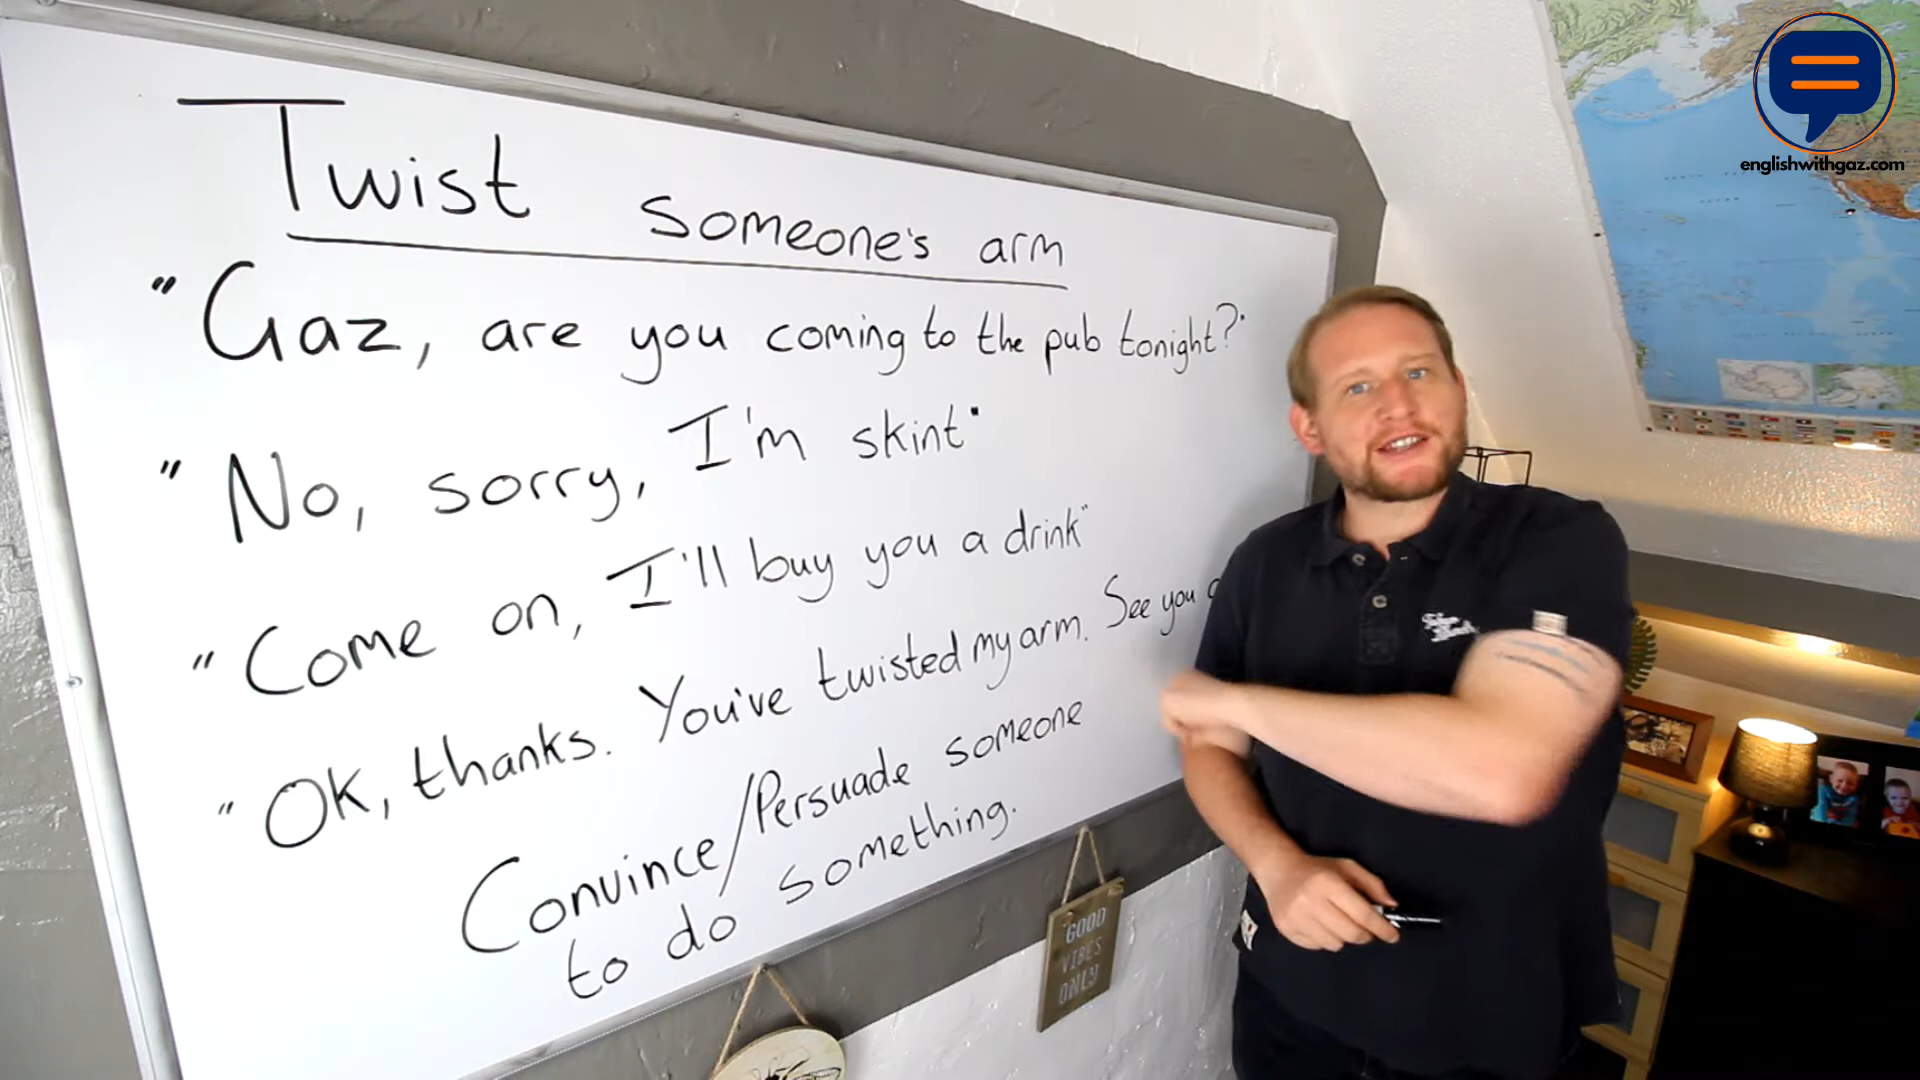 Twist someone's arm
"Gaz, are you coming to the pub tonight?"
"No, sorry, I'm skint"
"Come on, I'll buy you a drink"
"OK, thanks. You've twisted my arm. See you
Convince/Persuade someone
to do something.
GOOD
VIBES
ONLY
englishwithgaz.com